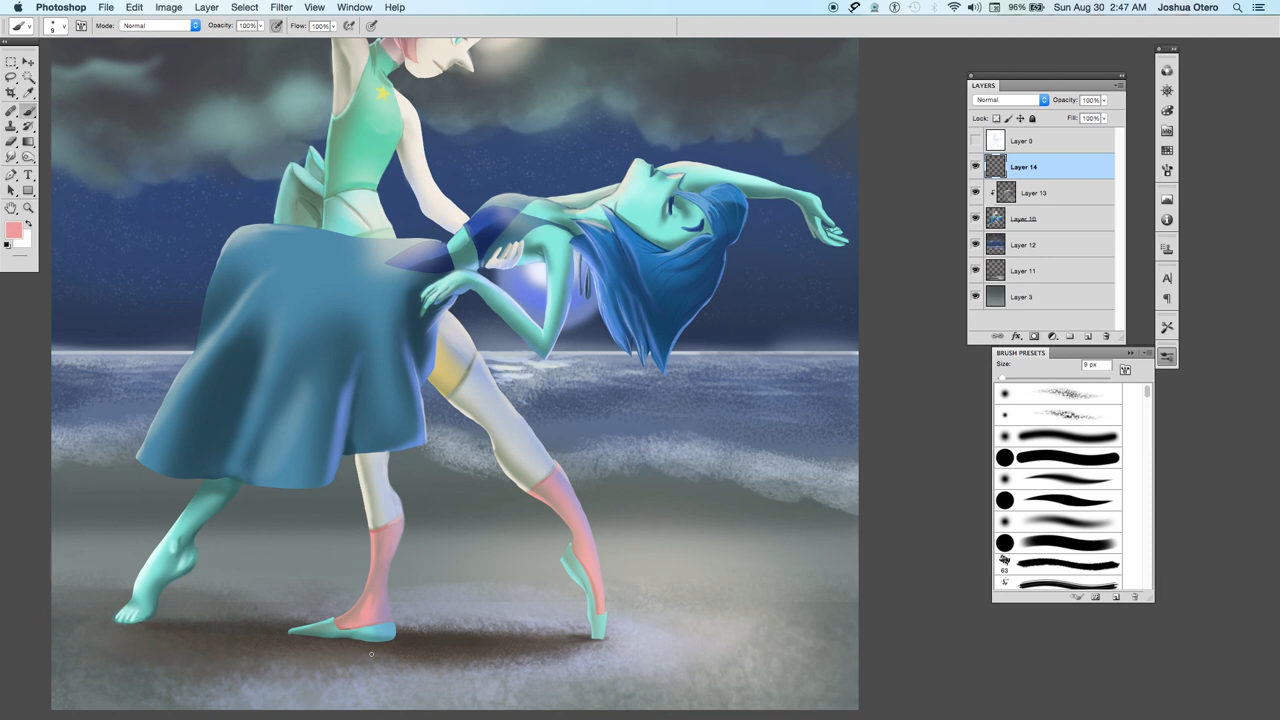 Photoshop File Edit Image Layer Select Filter View Window Help 96% Sun Aug 30 2:47 AM Joshua Otero
9 Mode: Normal Opacity: 100% Flow: 100%
LAYERS
Normal Opacity: 100%
Lock: Fill: 100%
Layer 0
Layer 14
Layer 13
Layer 10
Layer 12
Layer 11
Layer 3
BRUSH PRESETS
Size: 9 px
63